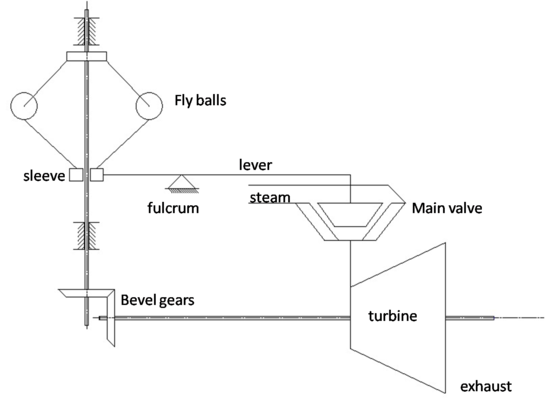 Fly balls
lever
sleeve
steam
fulcrum
Main valve
Bevel gears
turbine
exhaust